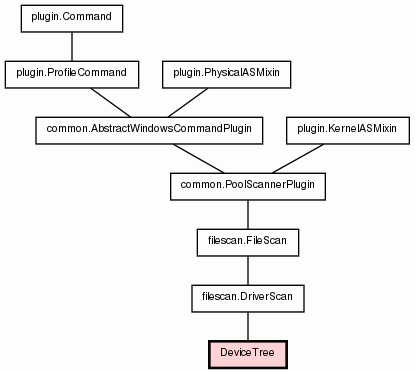 plugin.Command
plugin.ProfileCommand
plugin.PhysicalASMixin
common.AbstractWindowsCommandPlugin
plugin.KernelASMixin
common.PoolScannerPlugin
filescan.FileScan
filescan.DriverScan
DeviceTree